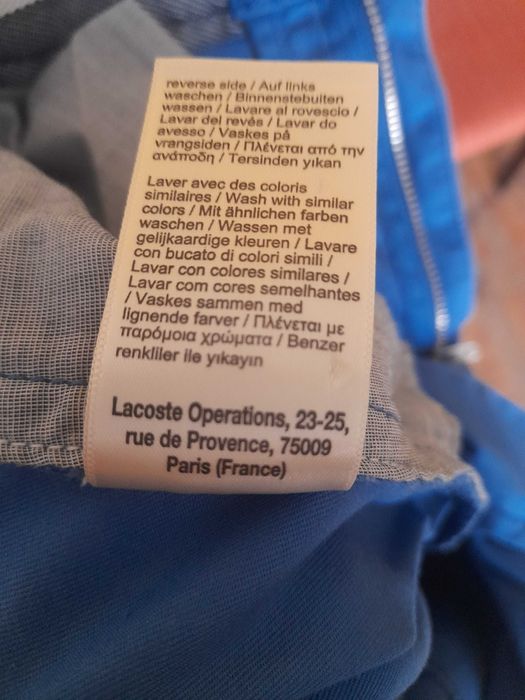 reverse side / Auf links
waschen / Binnenstebuiten
wassen / Lavare al rovescio /
Lavar del revés / Lavar do
avesso / Vaskes på
vrangsiden / Πλένεται από την
ανάποδη / Tersinden yıkan
Laver avec des coloris
similaires / Wash with similar
colors / Mit ähnlichen farben
waschen / Wassen met
gelijkaardige kleuren / Lavare
con bucato di colori simili /
Lavar con colores similares /
Lavar com cores semelhantes
/ Vaskes sammen med
lignende farver / Πλένεται με
παρόμοια χρώματα / Benzer
renkliler ile yıkayın
Lacoste Operations, 23-25,
rue de Provence, 75009
Paris (France)